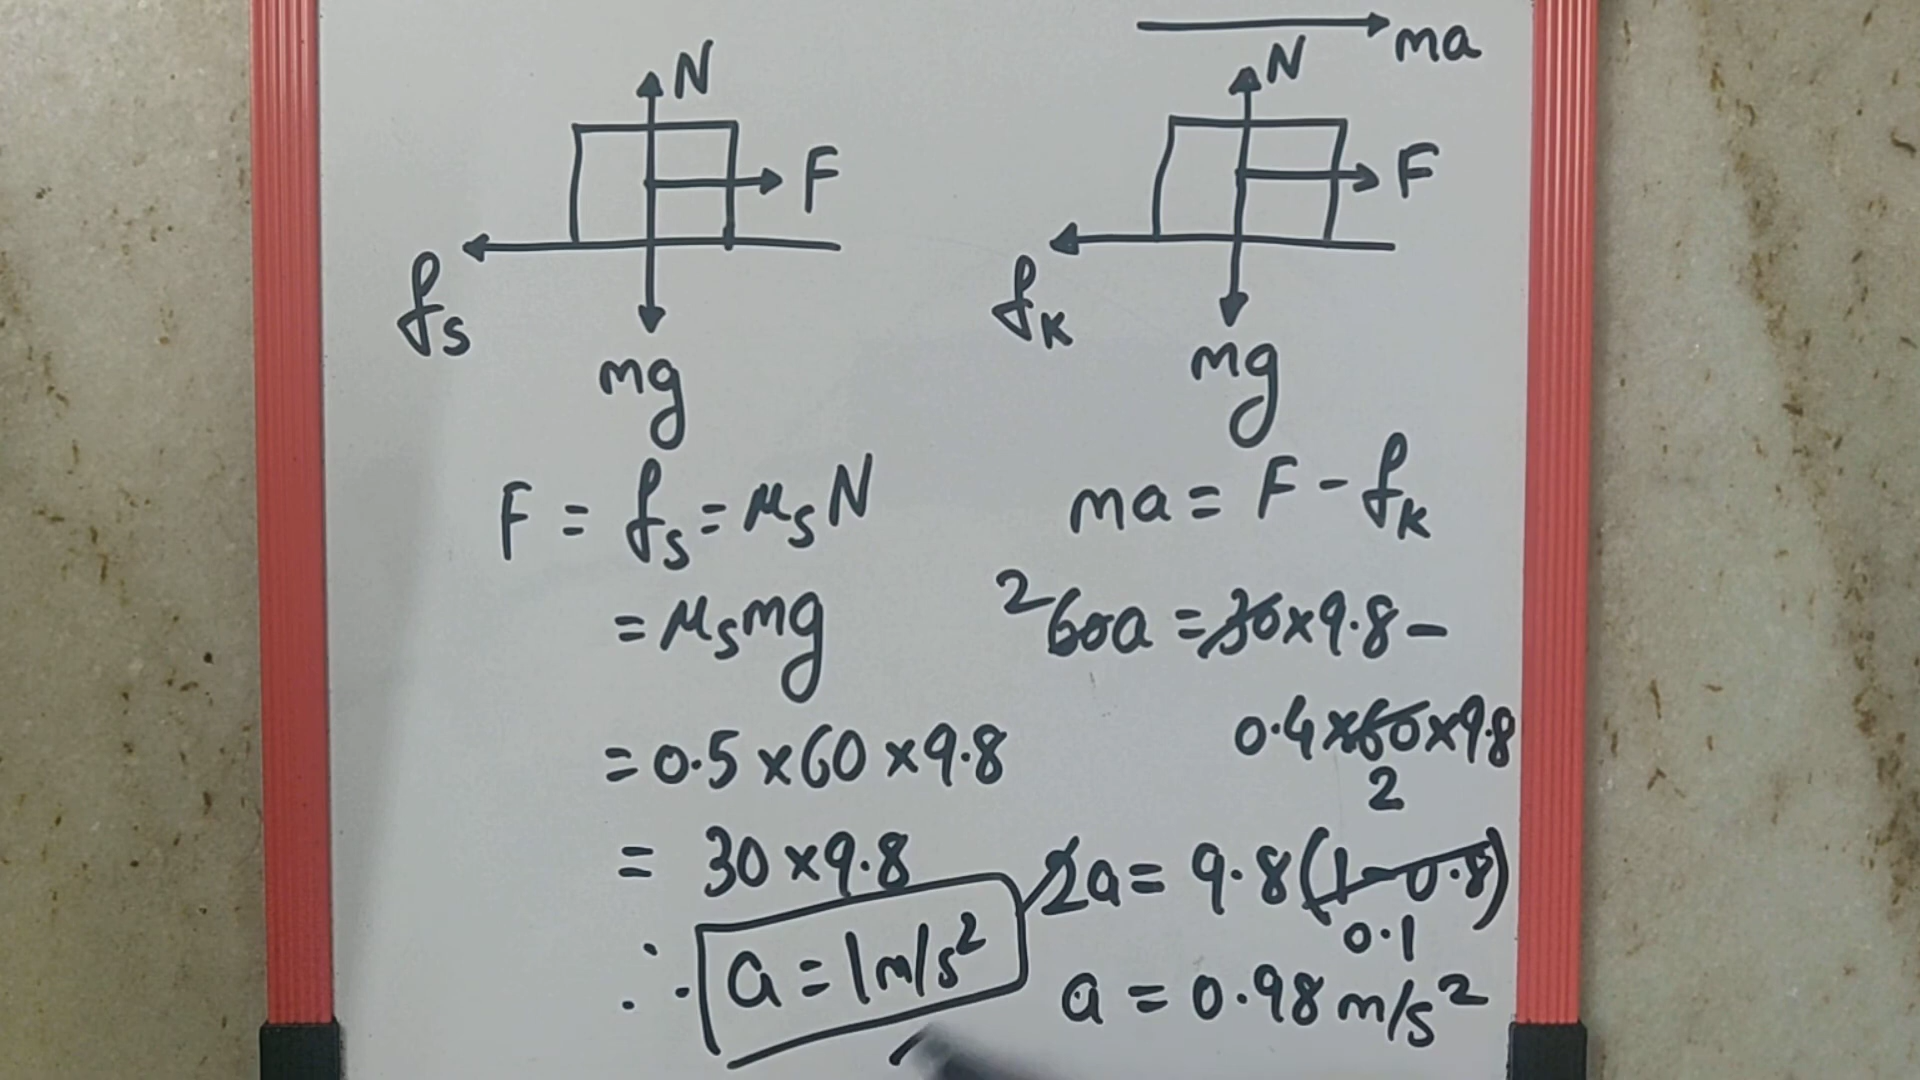 N
F
fs
mg
F = fs = μsN
= μsmg
= 0.5 x 60 x 9.8
= 30 x 9.8
∴ a = 1m/s²
ma
N
F
fk
mg
ma = F - fk
2 60a = 30 x 9.8 -
0.4 x 60 x 9.8
2
2a = 9.8(1 - 0.8)
0.1
a = 0.98 m/s²